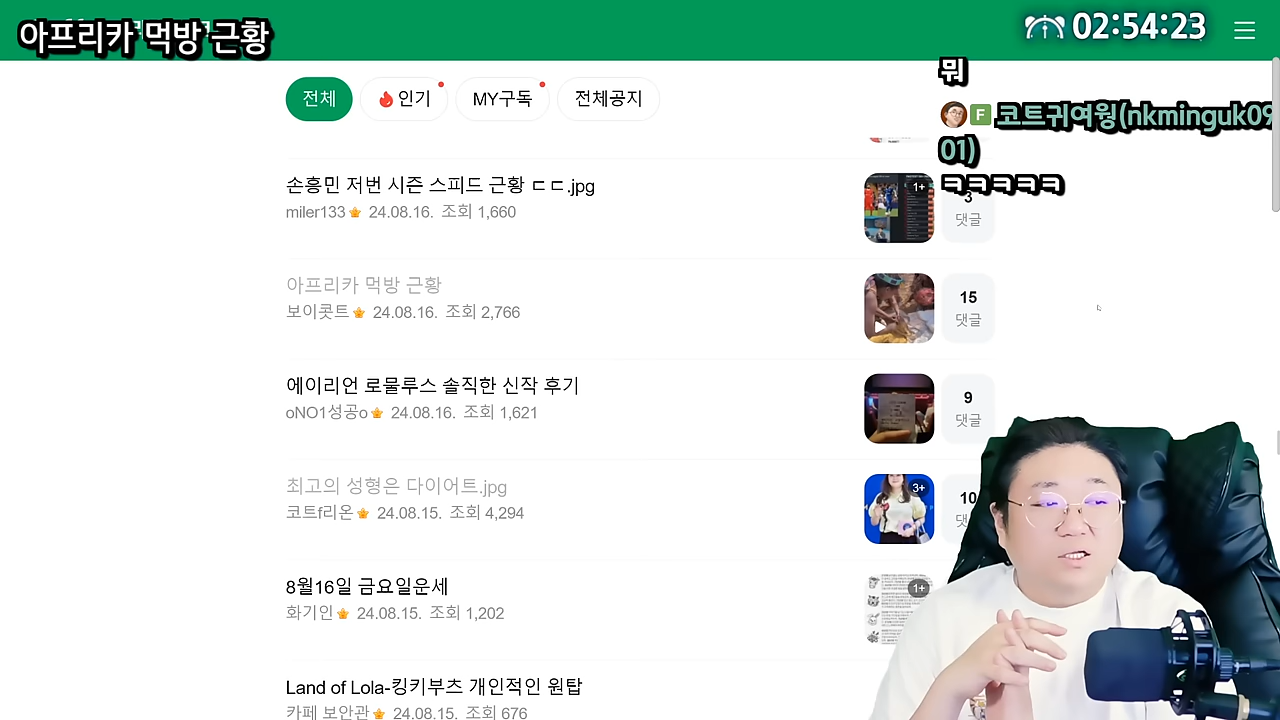 아프리카 먹방 근황
02:54:23
전체
인기
MY구독
전체공지
뭐
F 코트귀여웡(nkminguk09
01)
ㅋㅋㅋㅋㅋ
손흥민 저번 시즌 스피드 근황 ㄷㄷ.jpg
24.08.16. 조회 1,660
1+
3
댓글
아프리카 먹방 근황
보이콧트 24.08.16. 조회 2,766
15
댓글
에이리언 로물루스 솔직한 신작 후기
oNO1성공o 24.08.16. 조회 1,621
9
댓글
최고의 성형은 다이어트.jpg
코트f리온 24.08.15. 조회 4,294
3+
10
8월16일 금요일운세
24.08.15. 조회
1+
Land of
킹키부츠 개인적인 원탑
카페 보안관 24.08.15. 조회 676